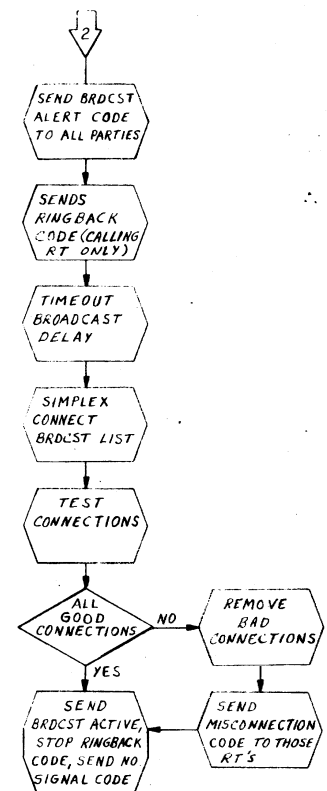 2
SEND BRDCST
ALERT CODE
TO ALL PARTIES
SENDS
RINGBACK
CODE (CALLING
RT ONLY)
TIMEOUT
BROADCAST
DELAY
SIMPLEX
CONNECT
BRDCST LIST
TEST
CONNECTIONS
ALL
GOOD
CONNECTIONS
NO
REMOVE
BAD
CONNECTIONS
YES
SEND
BRDCST ACTIVE,
STOP RINGBACK
CODE, SEND NO
SIGNAL CODE
SEND
MISCONNECTION
CODE TO THOSE
RT'S